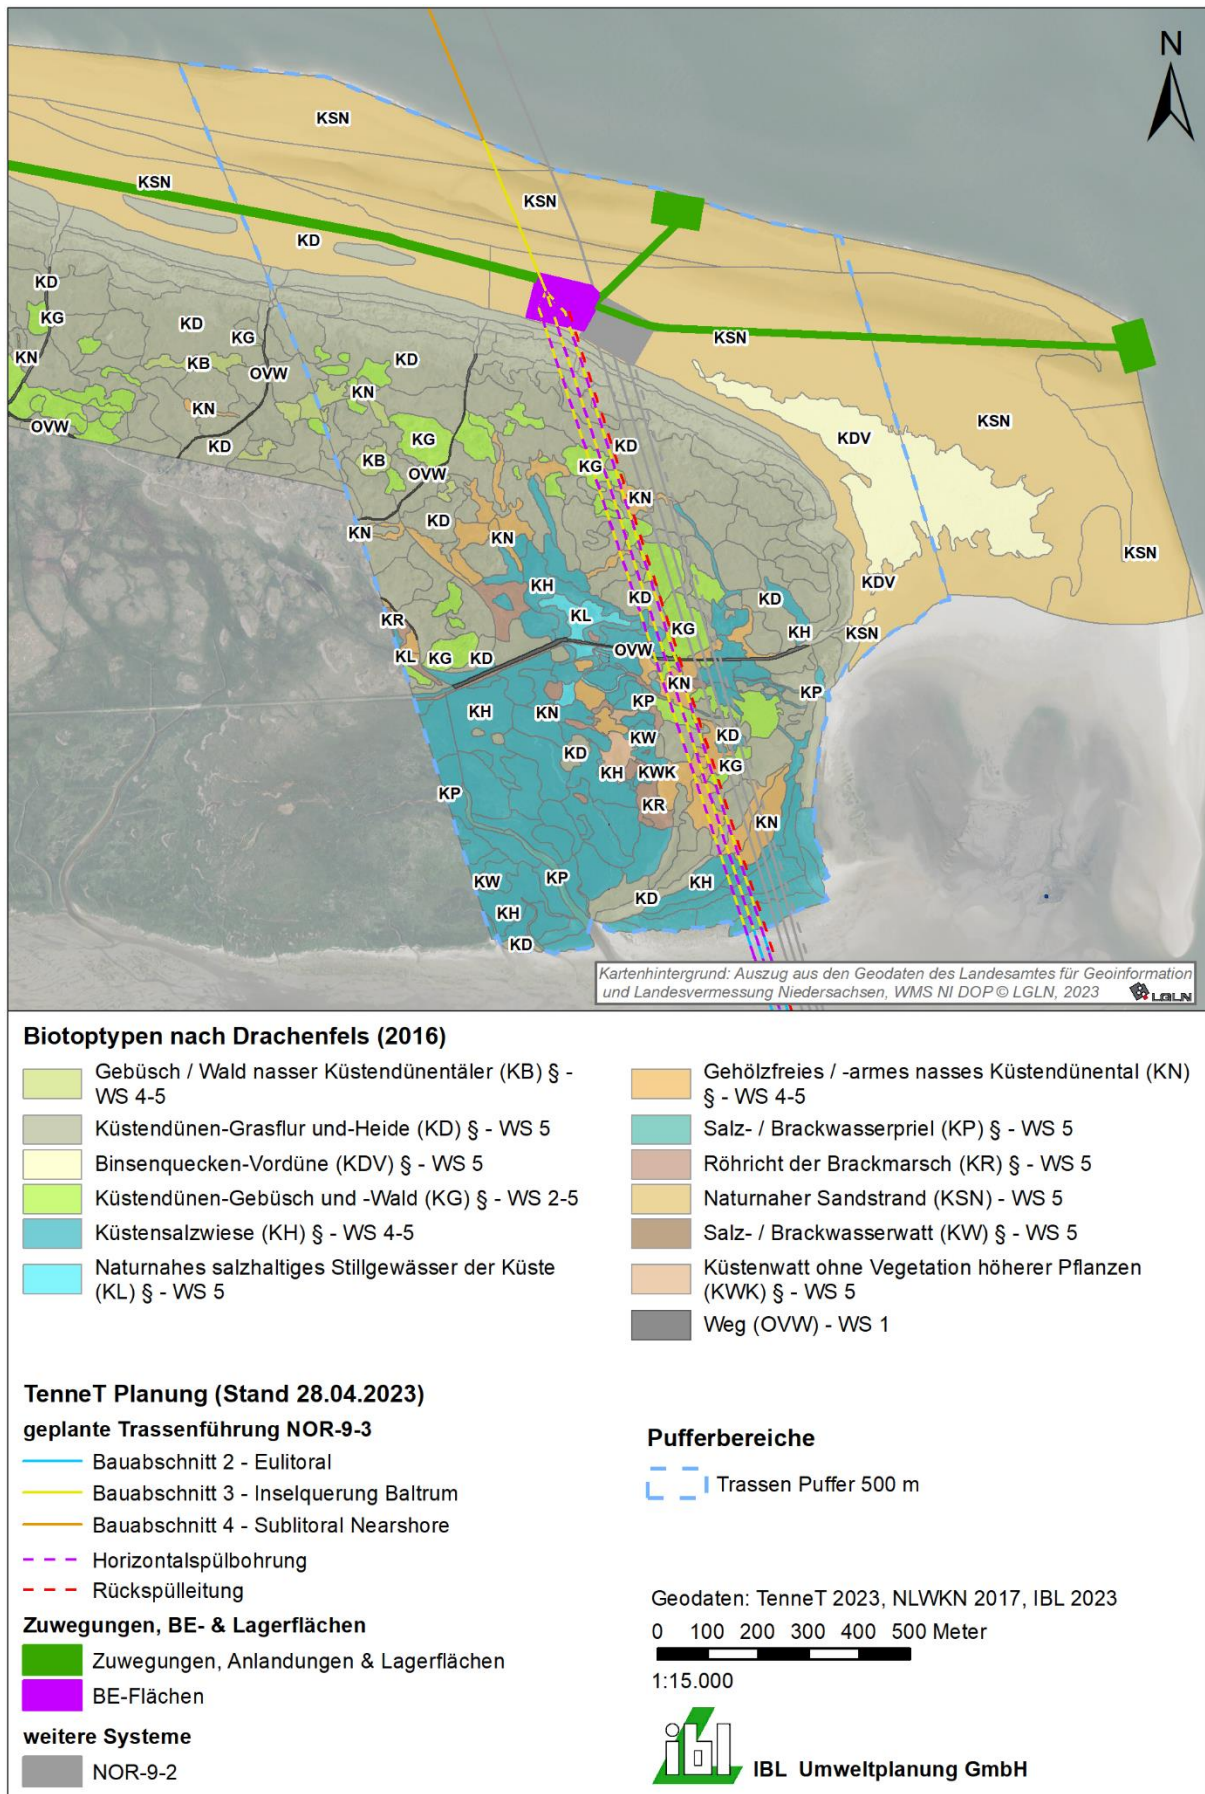 N
KSN
KSN
KSN
KD
KD
KG
KD
KG
KB
KN
OVW
KD
KN
KN
OVW
KD
KG
KB
OVW
KSN
KDV
KSN
KD
KG
KN
KD
KN
KN
KSN
KH
KD
KD
KDV
KL
KR
KG
KH
KSN
OVW
KL
KG
KD
KN
KP
KP
KH
KN
KD
KW
KD
KH
KWK
KG
KP
KR
KN
KW
KP
KH
KH
KD
KD
Kartenhintergrund: Auszug aus den Geodaten des Landesamtes für Geoinformation
und Landesvermessung Niedersachsen, WMS NI DOP © LGLN, 2023
LGLN
Biotoptypen nach Drachenfels (2016)
Gebüsch / Wald nasser Küstendünentäler (KB) § -
WS 4-5
Küstendünen-Grasflur und-Heide (KD) § - WS 5
Binsenquecken-Vordüne (KDV) § - WS 5
Küstendünen-Gebüsch und -Wald (KG) § - WS 2-5
Küstensalzwiese (KH) § - WS 4-5
Naturnahes salzhaltiges Stillgewässer der Küste
(KL) § - WS 5
Gehölzfreies / -armes nasses Küstendünental (KN)
§ - WS 4-5
Salz- / Brackwasserpriel (KP) § - WS 5
Röhricht der Brackmarsch (KR) § - WS 5
Naturnaher Sandstrand (KSN) - WS 5
Salz- / Brackwasserwatt (KW) § - WS 5
Küstenwatt ohne Vegetation höherer Pflanzen
(KWK) § - WS 5
Weg (OVW) - WS 1
TenneT Planung (Stand 28.04.2023)
geplante Trassenführung NOR-9-3
Bauabschnitt 2 - Eulitoral
Bauabschnitt 3 - Inselquerung Baltrum
Bauabschnitt 4 - Sublitoral Nearshore
Horizontalspülbohrung
Rückspülleitung
Zuwegungen, BE- & Lagerflächen
Zuwegungen, Anlandungen & Lagerflächen
BE-Flächen
weitere Systeme
NOR-9-2
Pufferbereiche
Trassen Puffer 500 m
Geodaten: TenneT 2023, NLWKN 2017, IBL 2023
0 100 200 300 400 500 Meter
1:15.000
ibl
IBL Umweltplanung GmbH